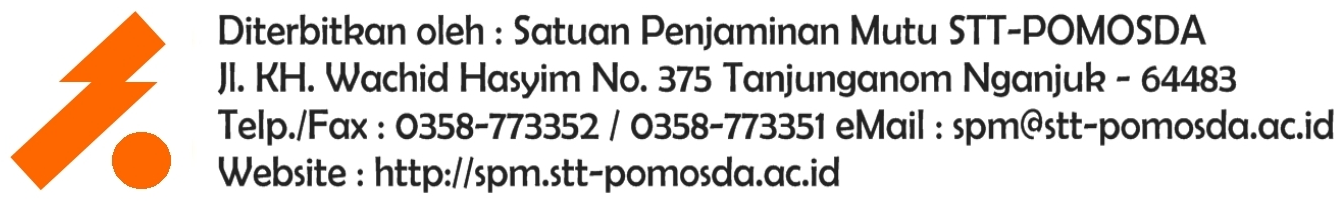 Diterbitkan oleh : Satuan Penjaminan Mutu STT-POMOSDA
Jl. KH. Wachid Hasyim No. 375 Tanjunganom Nganjuk - 64483
Telp./Fax : 0358-773352 / 0358-773351 eMail : spm@stt-pomosda.ac.id
Website : http://spm.stt-pomosda.ac.id